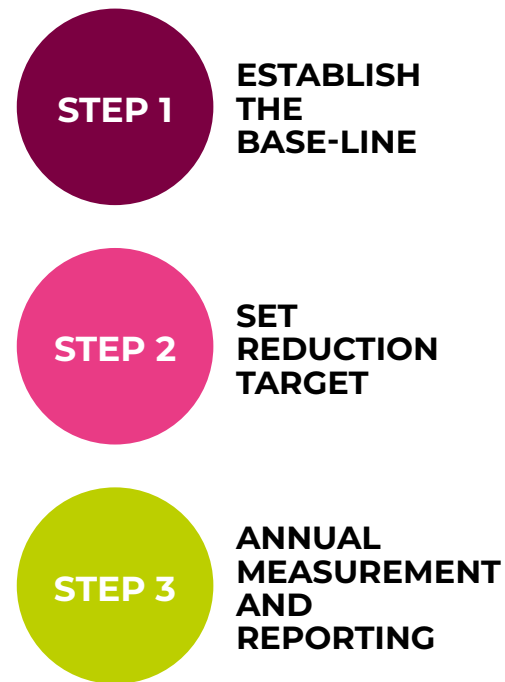 STEP 1
ESTABLISH
THE
BASE-LINE
STEP 2
SET
REDUCTION
TARGET
STEP 3
ANNUAL
MEASUREMENT
AND
REPORTING